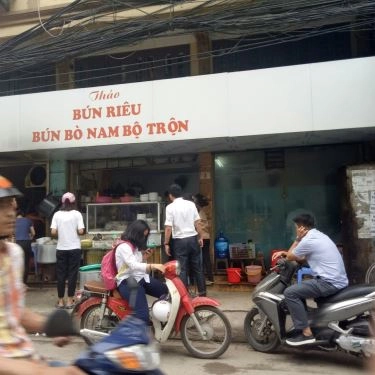 Thảo
BÚN RIÊU
BÚN BÒ NAM BỘ TRỘN